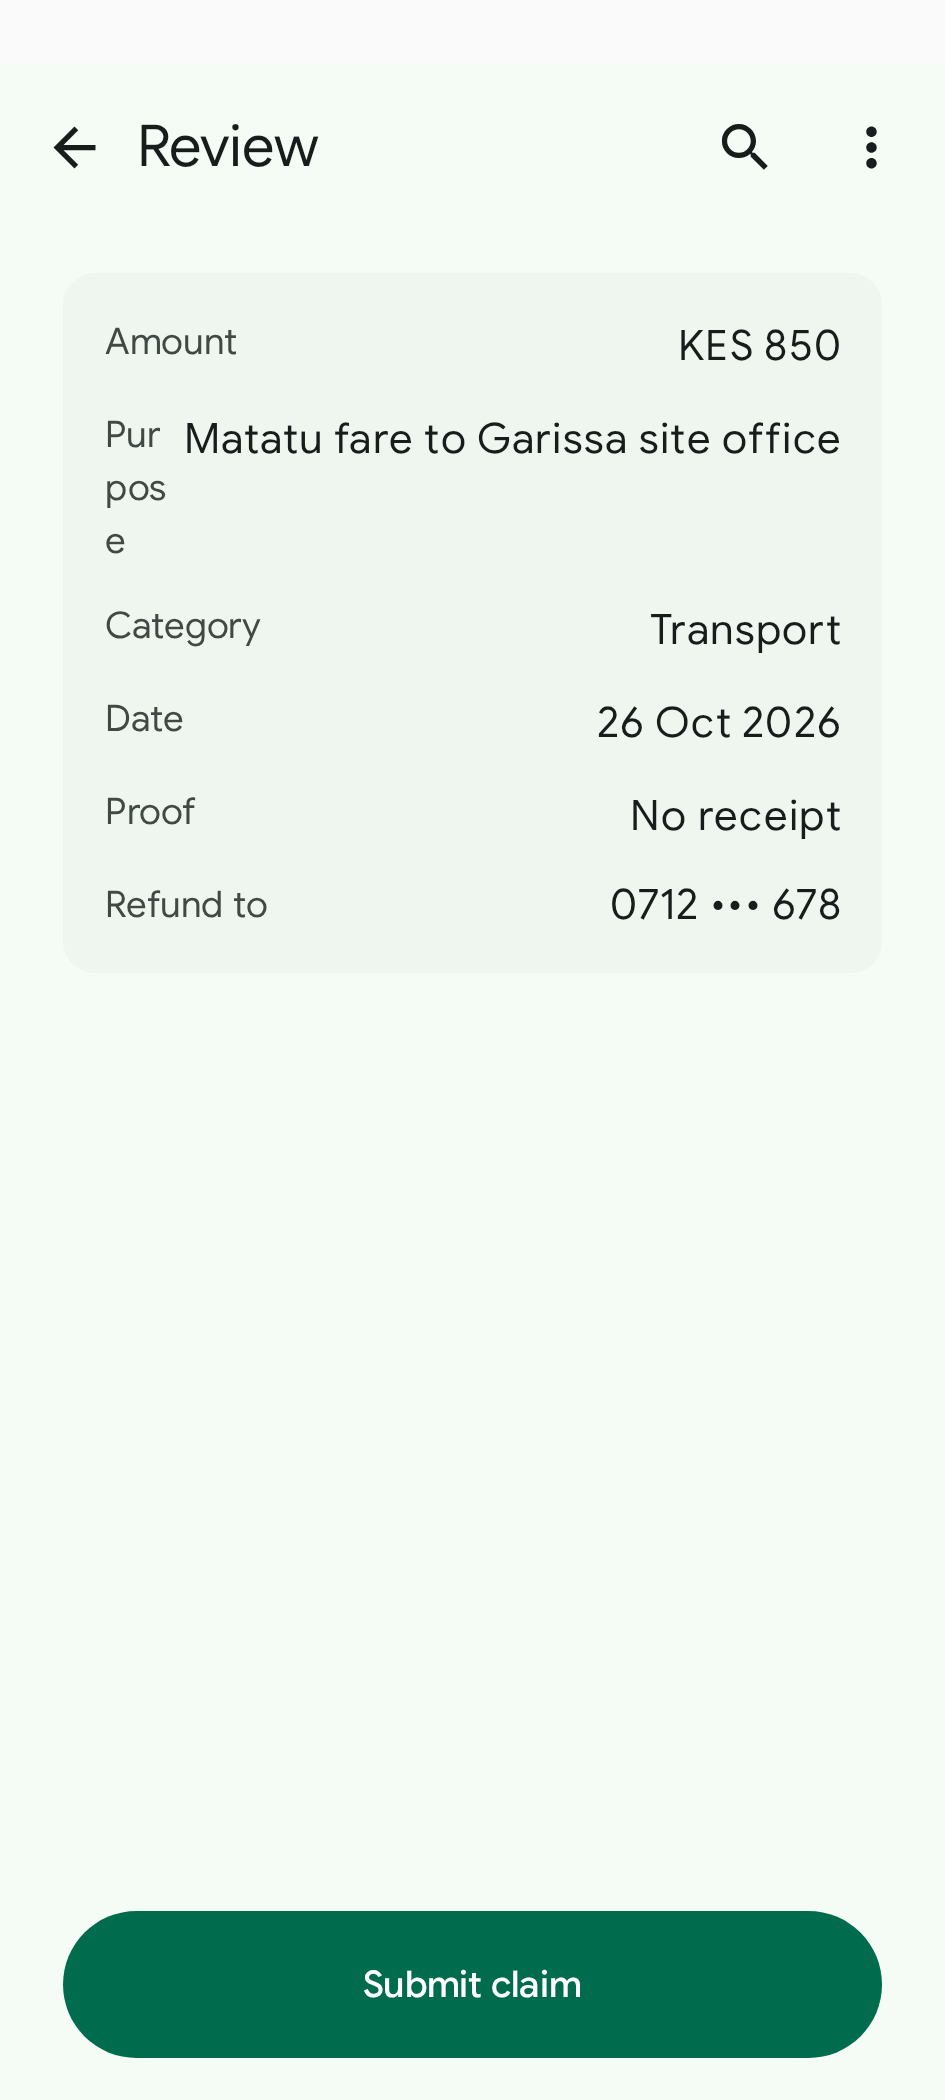 Review
Amount
KES 850
Pur
pos
e
Matatu fare to Garissa site office
Category
Transport
Date
26 Oct 2026
Proof
No receipt
Refund to
0712 ••• 678
Submit claim